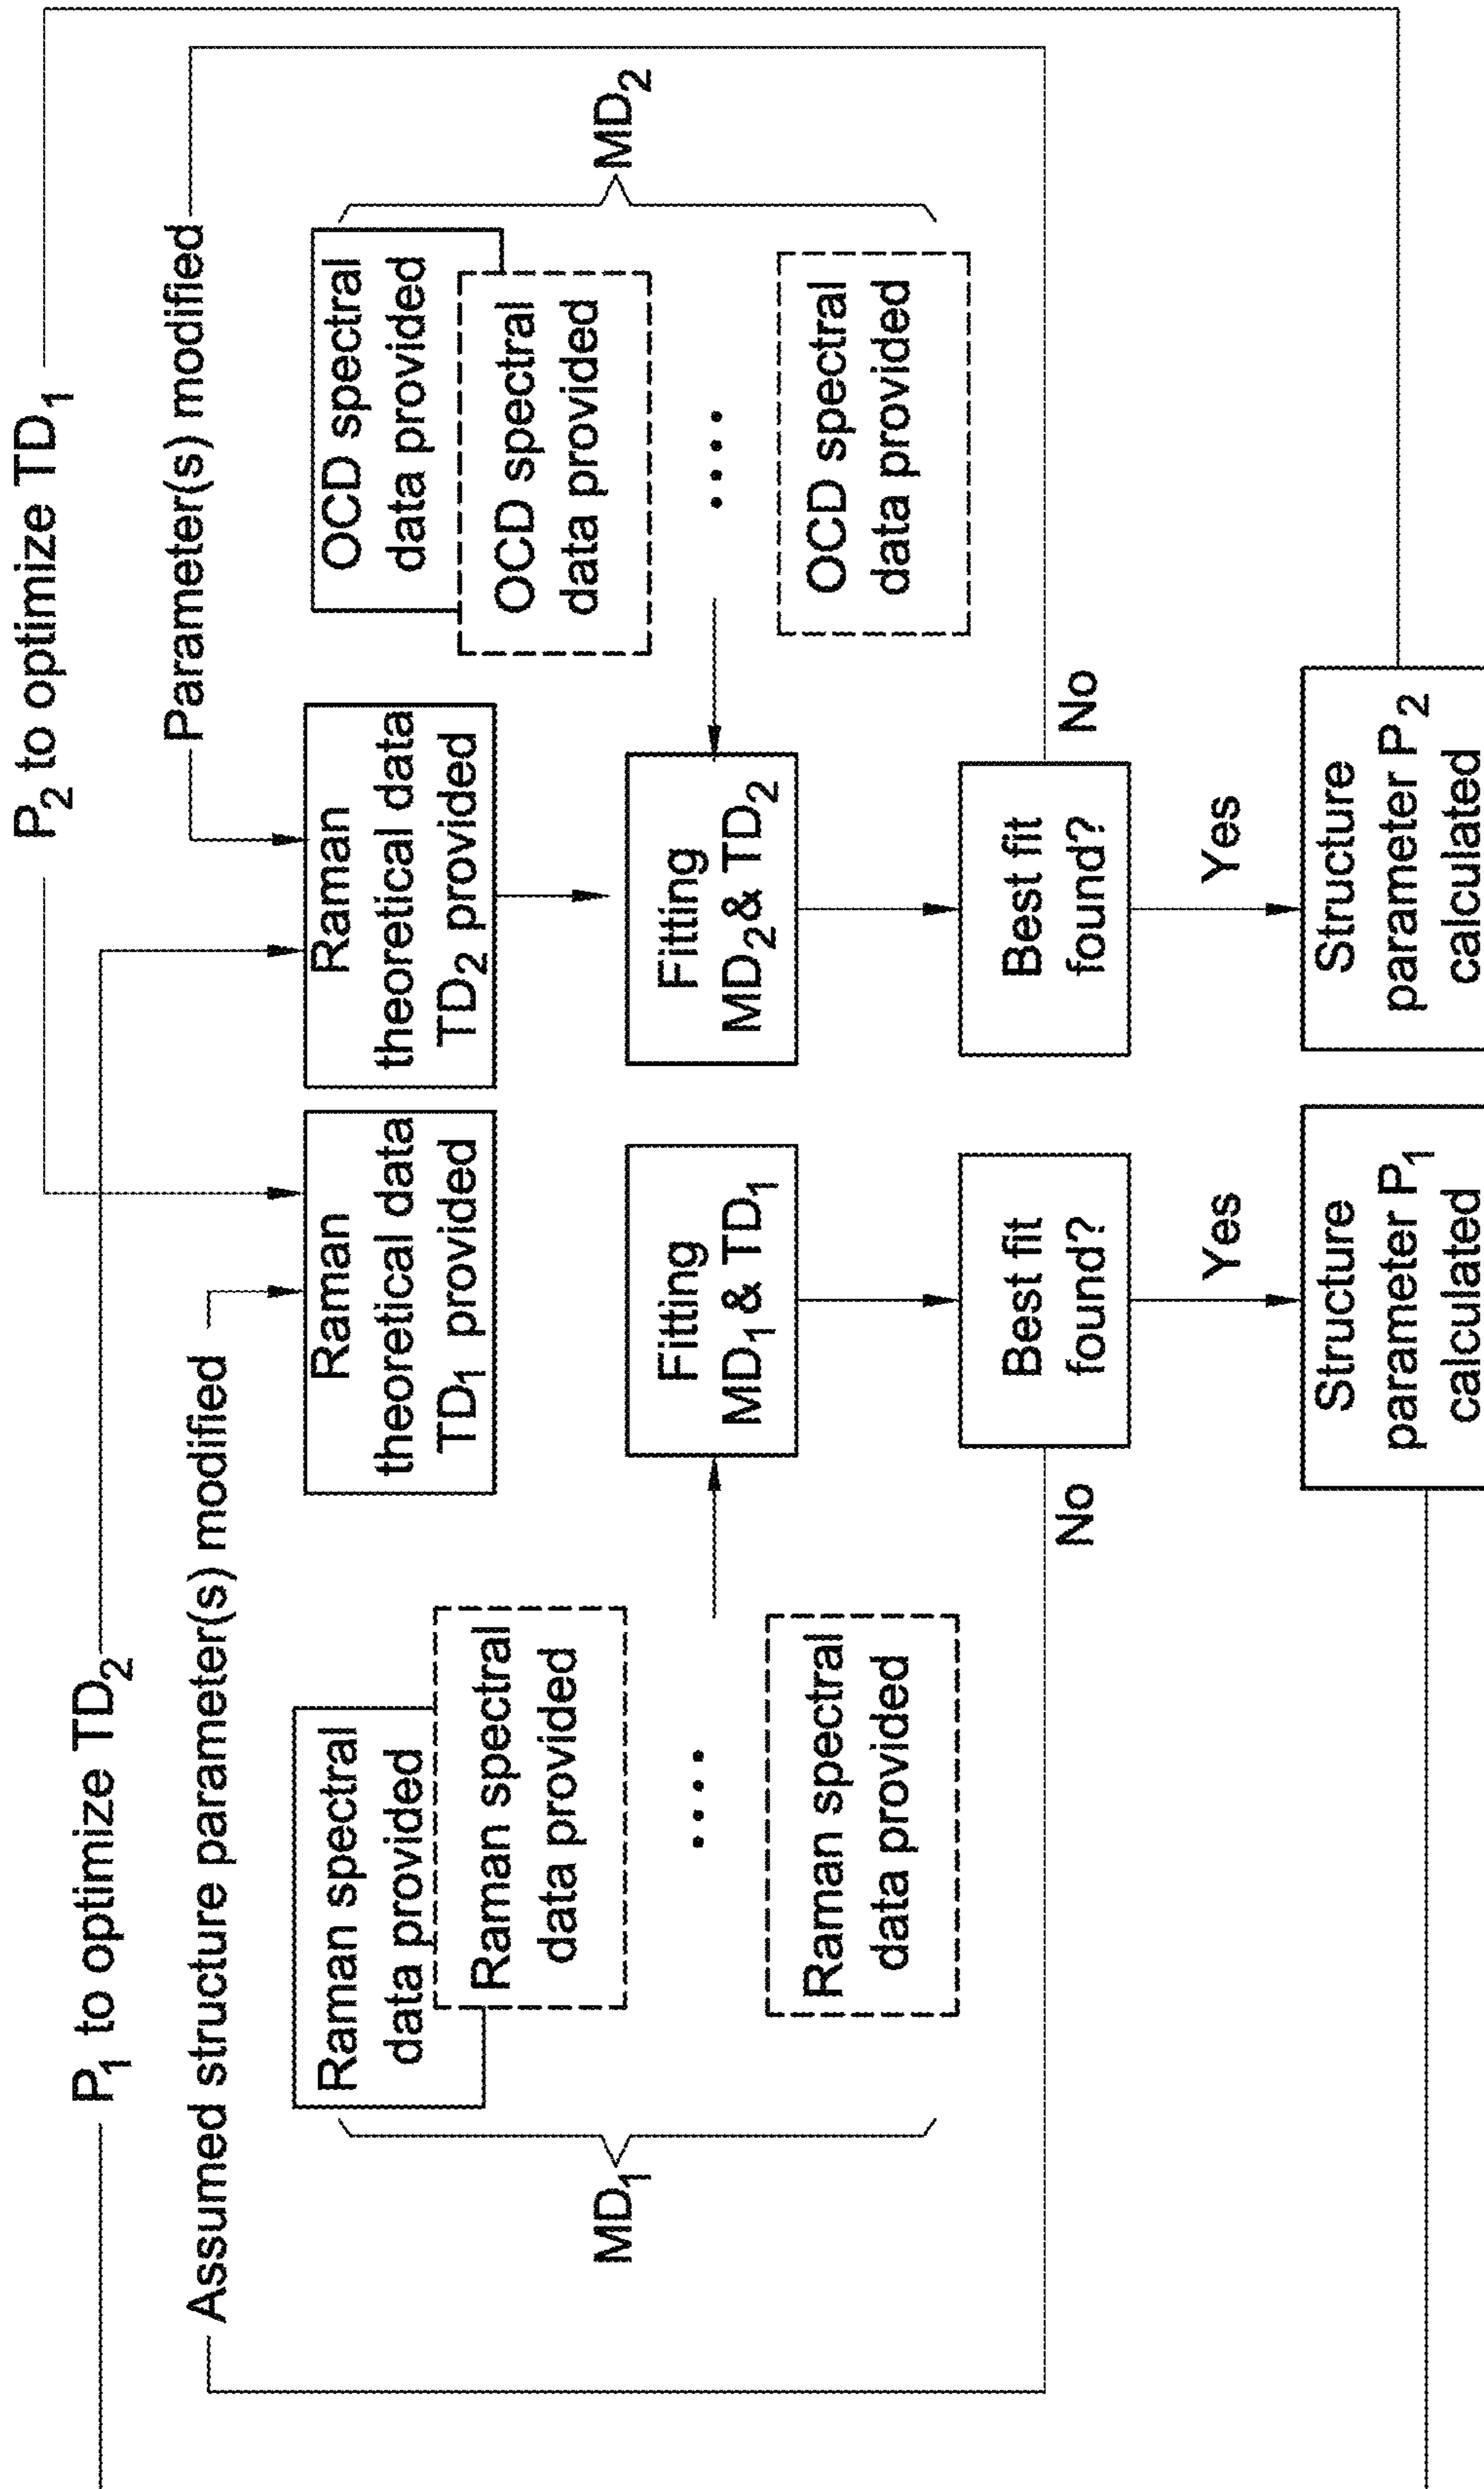 P2 to optimize TD1
P1 to optimize TD2
Parameter(s) modified
Assumed structure parameter(s) modified
Raman spectral
data provided
Raman spectral
data provided
Raman spectral
data provided
MD1
Raman
theoretical data
TD1 provided
Raman
theoretical data
TD2 provided
OCD spectral
data provided
OCD spectral
data provided
OCD spectral
data provided
MD2
Fitting
MD1 & TD1
Fitting
MD2 & TD2
Best fit
found?
No
Yes
Best fit
found?
No
Yes
Structure
parameter P1
calculated
Structure
parameter P2
calculated